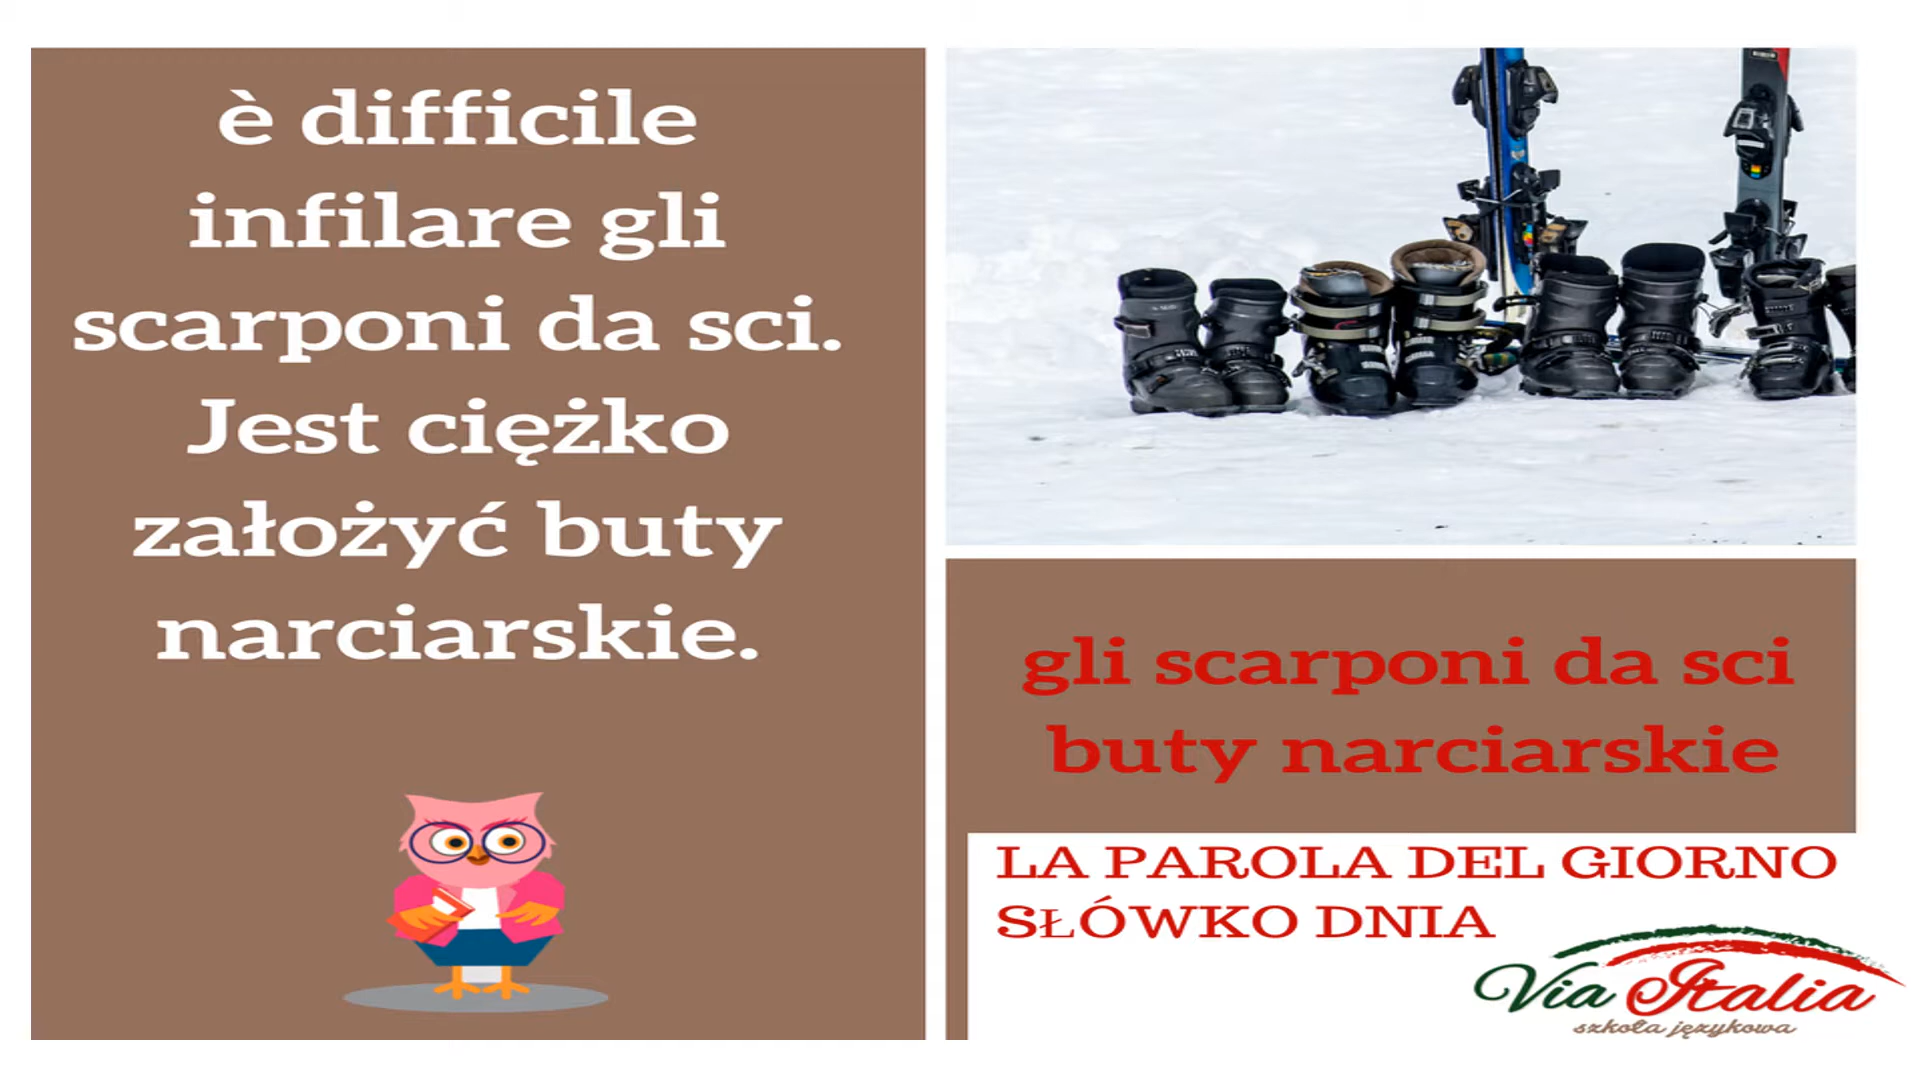 è difficile
infilare gli
scarponi da sci.
Jest ciężko
założyć buty
narciarskie.
gli scarponi da sci
buty narciarskie
LA PAROLA DEL GIORNO
SŁÓWKO DNIA
Via Italia
szkoła językowa